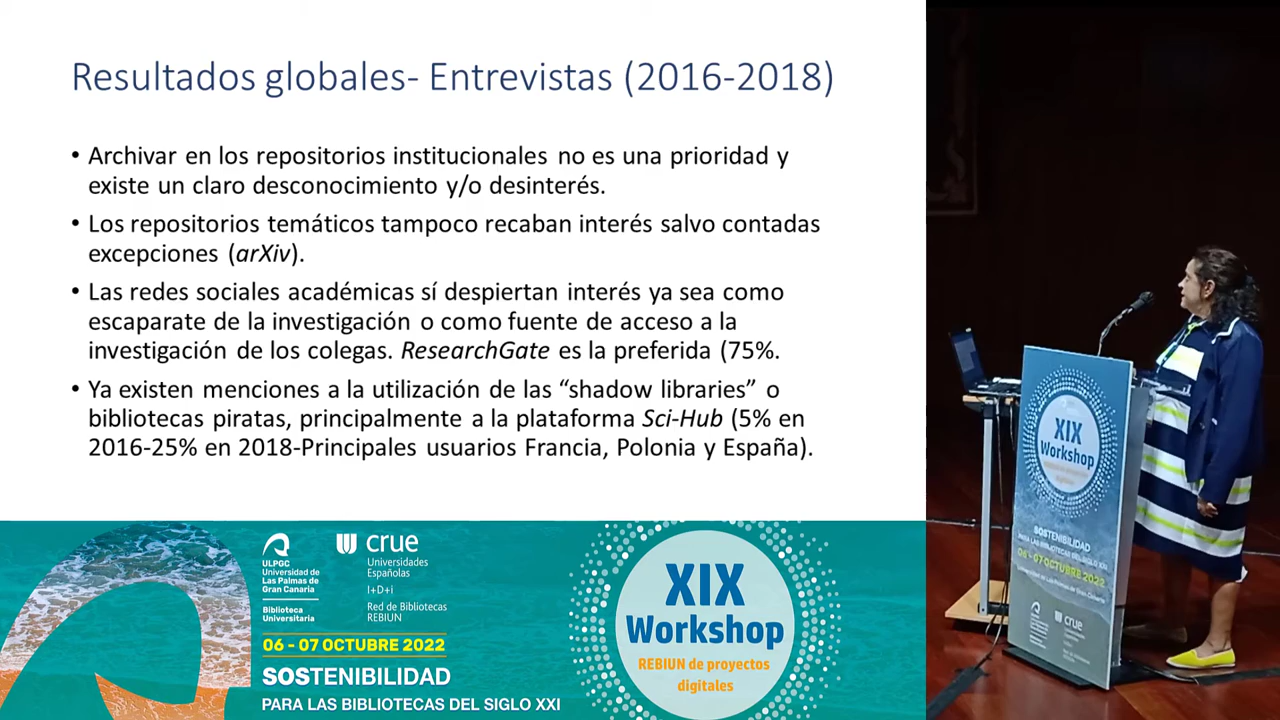 Resultados globales- Entrevistas (2016-2018)
• Archivar en los repositorios institucionales no es una prioridad y
existe un claro desconocimiento y/o desinterés.
• Los repositorios temáticos tampoco recaban interés salvo contadas
excepciones (arXiv).
• Las redes sociales académicas sí despiertan interés ya sea como
escaparate de la investigación o como fuente de acceso a la
investigación de los colegas. ResearchGate es la preferida (75%.
• Ya existen menciones a la utilización de las “shadow libraries” o
bibliotecas piratas, principalmente a la plataforma Sci-Hub (5% en
2016-25% en 2018-Principales usuarios Francia, Polonia y España).
ULPGC
Universidad de
Las Palmas de
Gran Canaria
Biblioteca
Universitaria
crue
Universidades
Españolas
I+D+i
Red de Bibliotecas
REBIUN
06 - 07 OCTUBRE 2022
SOSTENIBILIDAD
PARA LAS BIBLIOTECAS DEL SIGLO XXI
XIX
Workshop
REBIUN de proyectos
digitales
XIX
Workshop
SOSTENIBILIDAD
PARA LAS BIBLIOTECAS DEL SIGLO XXI
06 - 07 OCTUBRE 2022
crue